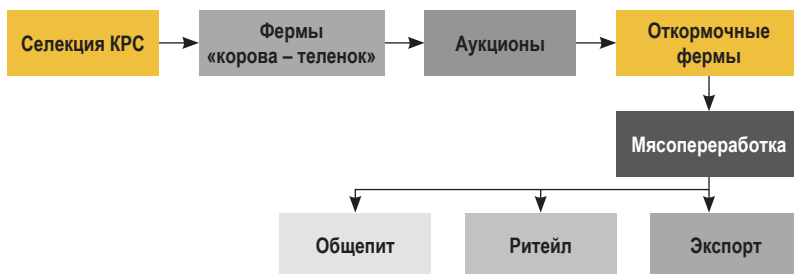 Селекция КРС
Фермы
«корова – теленок»
Аукционы
Откормочные
фермы
Мясопереработка
Общепит
Ритейл
Экспорт